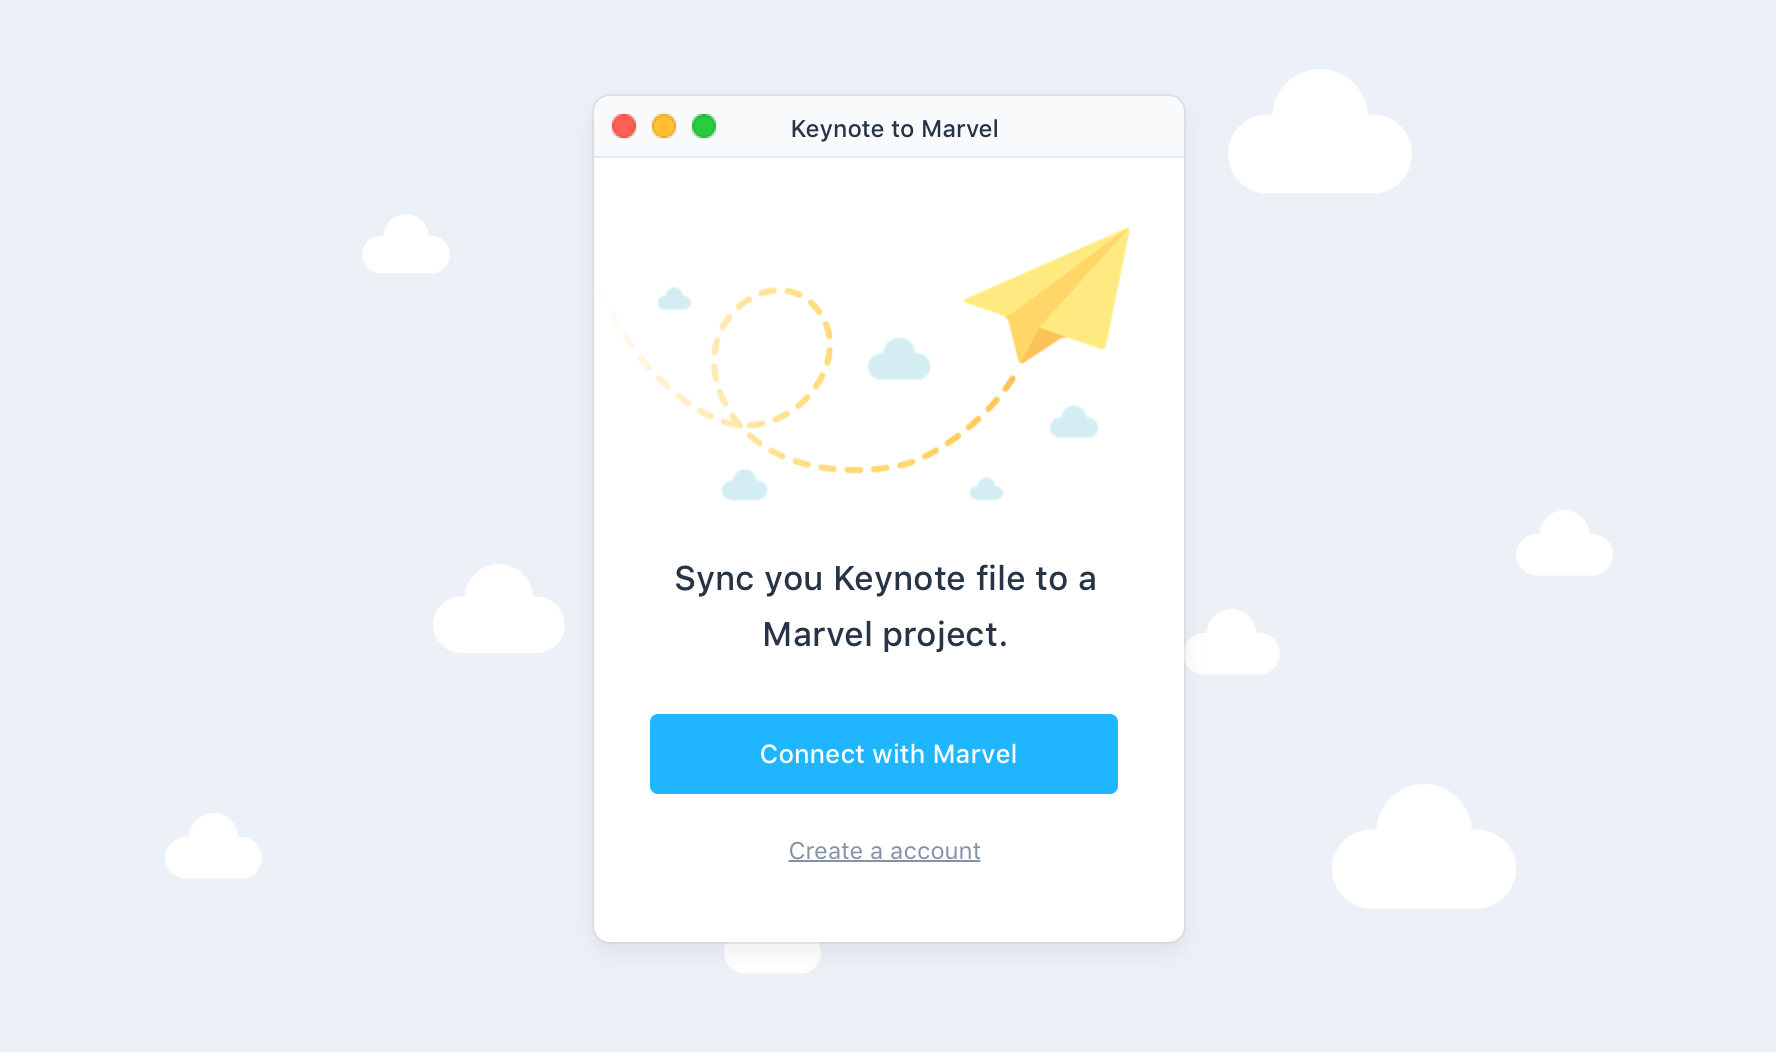 Keynote to Marvel
Sync you Keynote file to a
Marvel project.
Connect with Marvel
Create a account